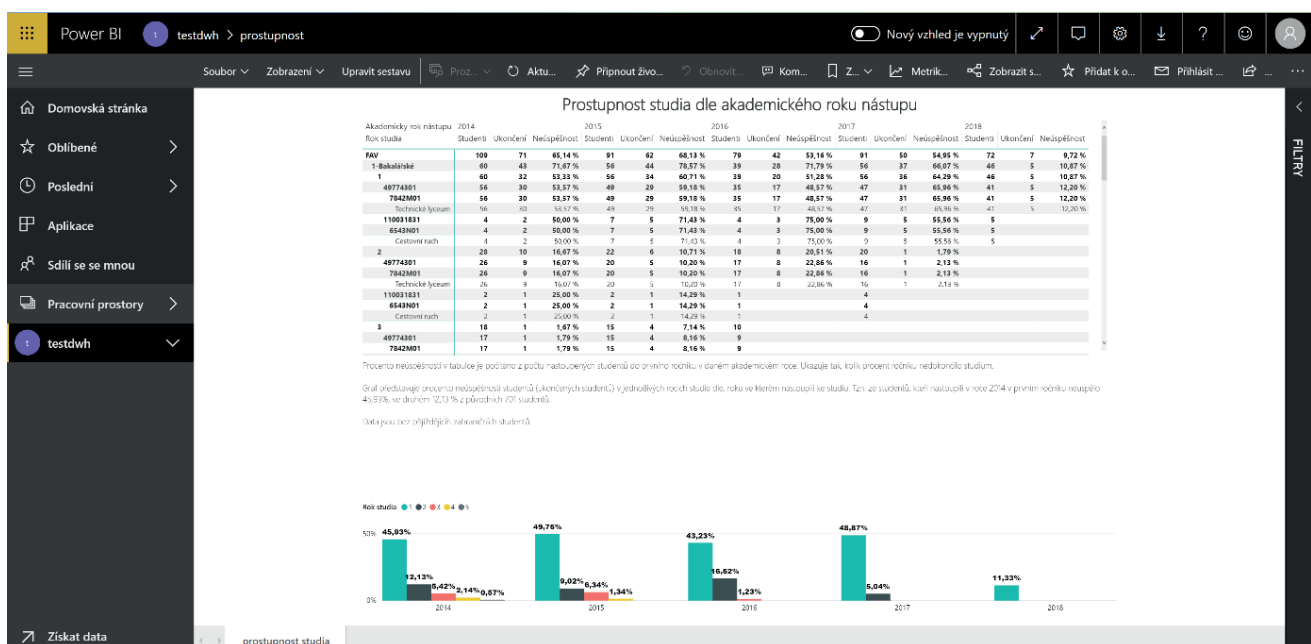 Power BI t testdwh > prostupnost Nový vzhled je vypnutý
Soubor Zobrazení Upravit sestavu Proz... Aktu... Připnout živo... Obnovit... Kom... Z... Metrik... Zobrazit s... Přidat k o... Přihlásit ... ...
Domovská stránka
Oblíbené
Poslední
Aplikace
Sdílí se se mnou
Pracovní prostory
t testdwh
Získat data
FILTRY
Prostupnost studia dle akademického roku nástupu
Akademický rok nástupu 2014 2015 2016 2017 2018
Rok studia Studenti Ukončení Neúspěšnost Studenti Ukončení Neúspěšnost Studenti Ukončení Neúspěšnost Studenti Ukončení Neúspěšnost Studenti Ukončení Neúspěšnost
FAV 109 71 65,14 % 91 62 68,13 % 79 42 53,16 % 91 50 54,95 % 72 7 9,72 %
1-Bakalářské 60 43 71,67 % 56 44 78,57 % 39 28 71,79 % 56 37 66,07 % 46 5 10,87 %
1 60 32 53,33 % 56 34 60,71 % 39 20 51,28 % 56 36 64,29 % 46 5 10,87 %
49774301 56 30 53,57 % 49 29 59,18 % 35 17 48,57 % 47 31 65,96 % 41 5 12,20 %
7842M01 56 30 53,57 % 49 29 59,18 % 35 17 48,57 % 47 31 65,96 % 41 5 12,20 %
Technické lyceum 56 30 53,57 % 49 29 59,18 % 35 17 48,57 % 47 31 65,96 % 41 5 12,20 %
110031831 4 2 50,00 % 7 5 71,43 % 4 3 75,00 % 9 5 55,56 % 5
6543N01 4 2 50,00 % 7 5 71,43 % 4 3 75,00 % 9 5 55,56 % 5
Cestovní ruch 4 2 50,00 % 7 5 71,43 % 4 3 75,00 % 9 5 55,56 % 5
2 28 10 16,67 % 22 6 10,71 % 18 8 20,51 % 20 1 1,79 %
49774301 26 9 16,07 % 20 5 10,20 % 17 8 22,86 % 16 1 2,13 %
7842M01 26 9 16,07 % 20 5 10,20 % 17 8 22,86 % 16 1 2,13 %
Technické lyceum 26 9 16,07 % 20 5 10,20 % 17 8 22,86 % 16 1 2,13 %
110031831 2 1 25,00 % 2 1 14,29 % 1 4
6543N01 2 1 25,00 % 2 1 14,29 % 1 4
Cestovní ruch 2 1 25,00 % 2 1 14,29 % 1 4
3 18 1 1,67 % 15 4 7,14 % 10
49774301 17 1 1,79 % 15 4 8,16 % 9
7842M01 17 1 1,79 % 15 4 8,16 % 9
Procento neúspěšnosti v tabulce je počítáno z počtu nastoupených studentů do prvního ročníku v daném akademickém roce. Ukazuje tak, kolik procent ročníku nedokončilo studium.
Graf představuje procento neúspěšnosti studentů (ukončených studentů) v jednotlivých rocích studia dle, roku ve kterém nastoupili ke studiu. Tzn. ze studentů, kteří nastoupili v roce 2014 v prvním ročníku neuspělo
45,93%, ve druhém 12,13 % z původních 701 studentů.
Data jsou bez přijíždějících zahraničních studentů.
Rok studia 1 2 3 4 5
50%
0%
45,93% 12,13% 5,42% 2,14% 0,57%
49,76% 9,02% 6,34% 1,34%
43,23% 16,62% 1,23%
48,87% 5,04%
11,33%
2014 2015 2016 2017 2018
prostupnost studia